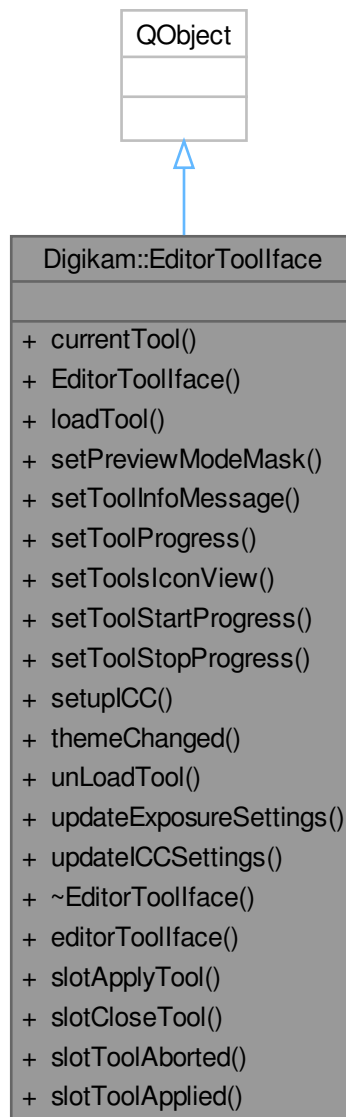 QObject
Digikam::EditorToolIface
+ currentTool()
+ EditorToolIface()
+ loadTool()
+ setPreviewModeMask()
+ setToolInfoMessage()
+ setToolProgress()
+ setToolsIconView()
+ setToolStartProgress()
+ setToolStopProgress()
+ setupICC()
+ themeChanged()
+ unLoadTool()
+ updateExposureSettings()
+ updateICCSettings()
+ ~EditorToolIface()
+ editorToolIface()
+ slotApplyTool()
+ slotCloseTool()
+ slotToolAborted()
+ slotToolApplied()